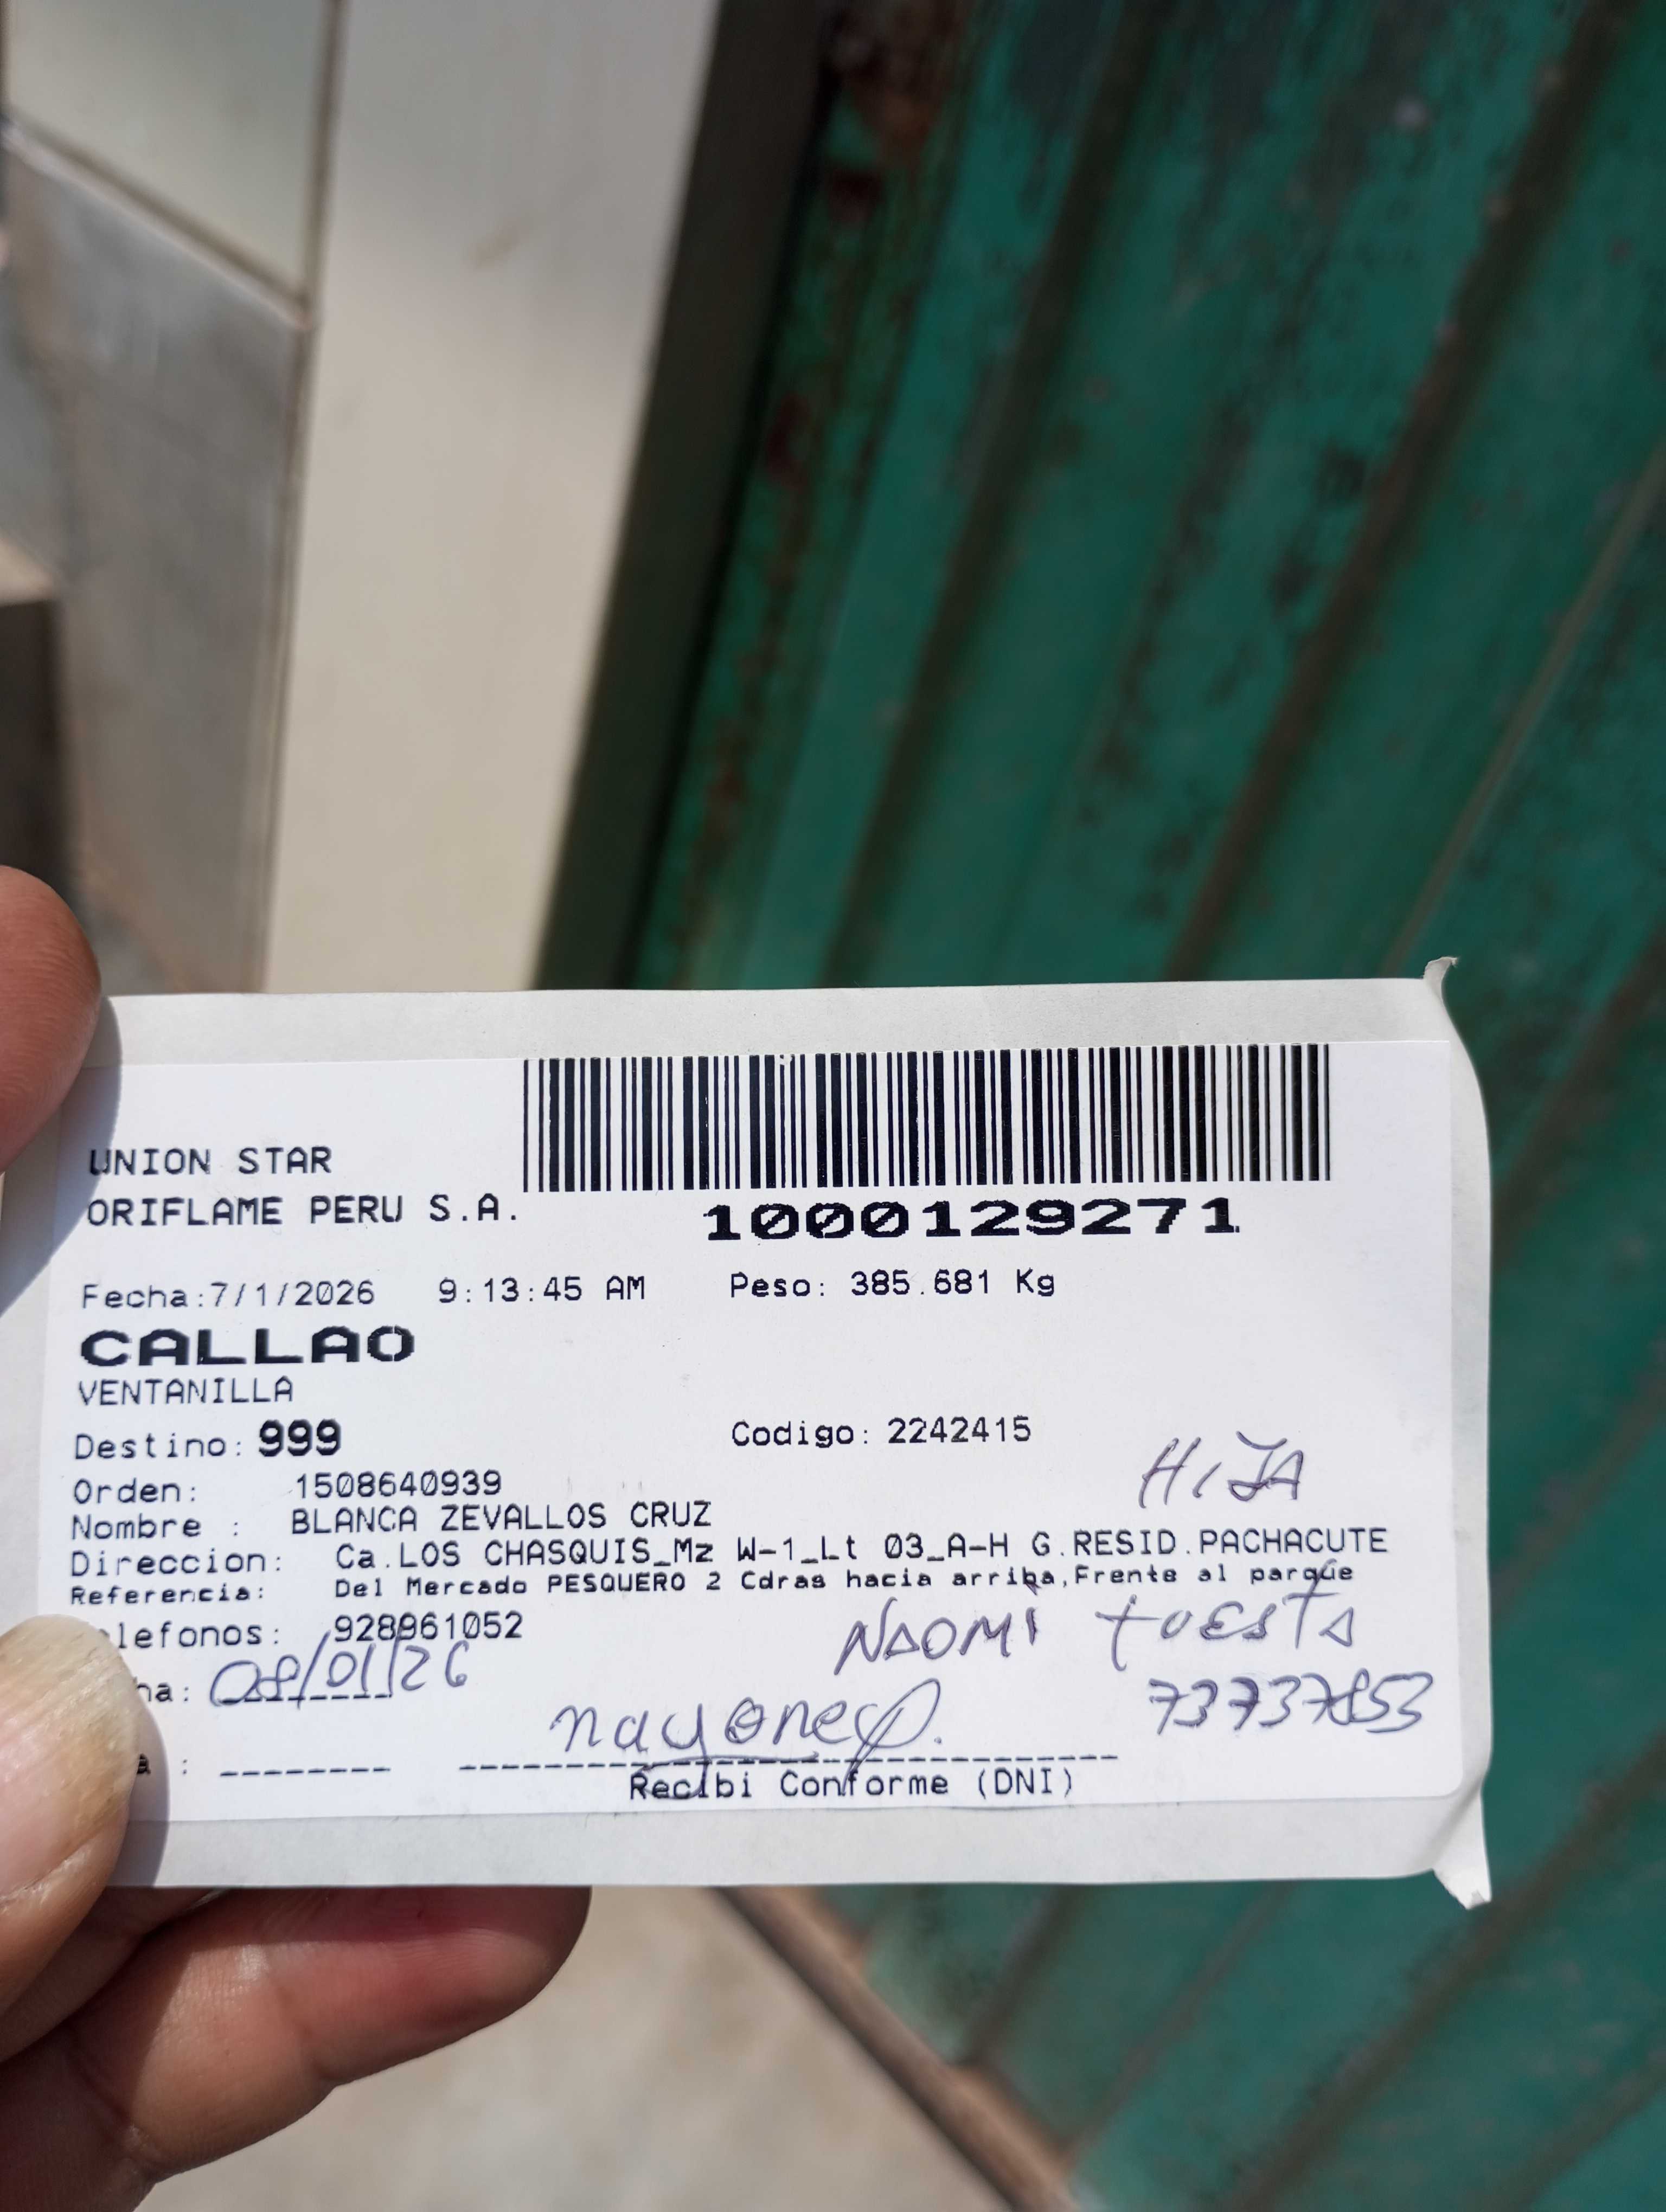 UNION STAR
ORIFLAME PERU S.A.
1000129271
Fecha:7/1/2026 9:13:45 AM Peso: 385.681 Kg
CALLAO
VENTANILLA
Destino: 999 Codigo: 2242415
HIJA
Orden: 1508640939
Nombre : BLANCA ZEVALLOS CRUZ
Direccion: Ca.LOS CHASQUIS_Mz W-1_Lt 03_A-H G.RESID.PACHACUTE
Referencia: Del Mercado PESQUERO 2 Cdras hacia arriba,Frente al parque
lefonos: 928961052
NAOMI tuESTA
ha: 08/01/26
73737853
a :
Recibi Conforme (DNI)